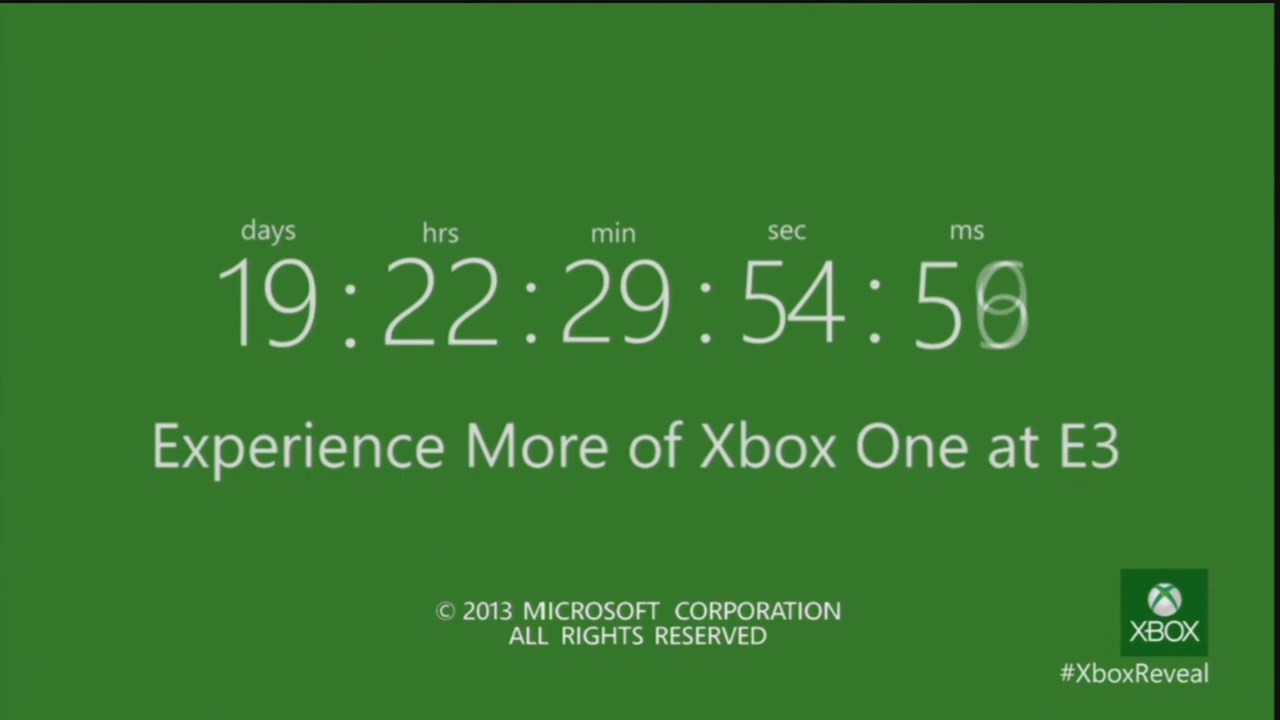 days hrs min sec ms
19 : 22 : 29 : 54 : 5
Experience More of Xbox One at E3
© 2013 MICROSOFT CORPORATION
ALL RIGHTS RESERVED
XBOX
#XboxReveal